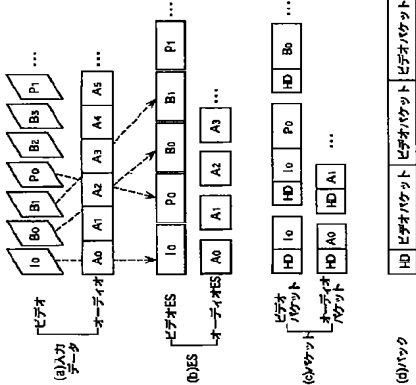 (a)入力データ
ビデオ I0 B0 B1 P0 B2 B3 P1 …
オーディオ A0 A1 A2 A3 A4 A5 …
(b)ES
ビデオES I0 P0 B0 B1 P1 …
オーディオES A0 A1 A2 A3 …
(c)パケット
ビデオパケット HD I0 HD I0 P0 HD B0 …
オーディオパケット HD A0 HD A1 …
(d)パック HD ビデオパケット ビデオパケット ビデオパケット